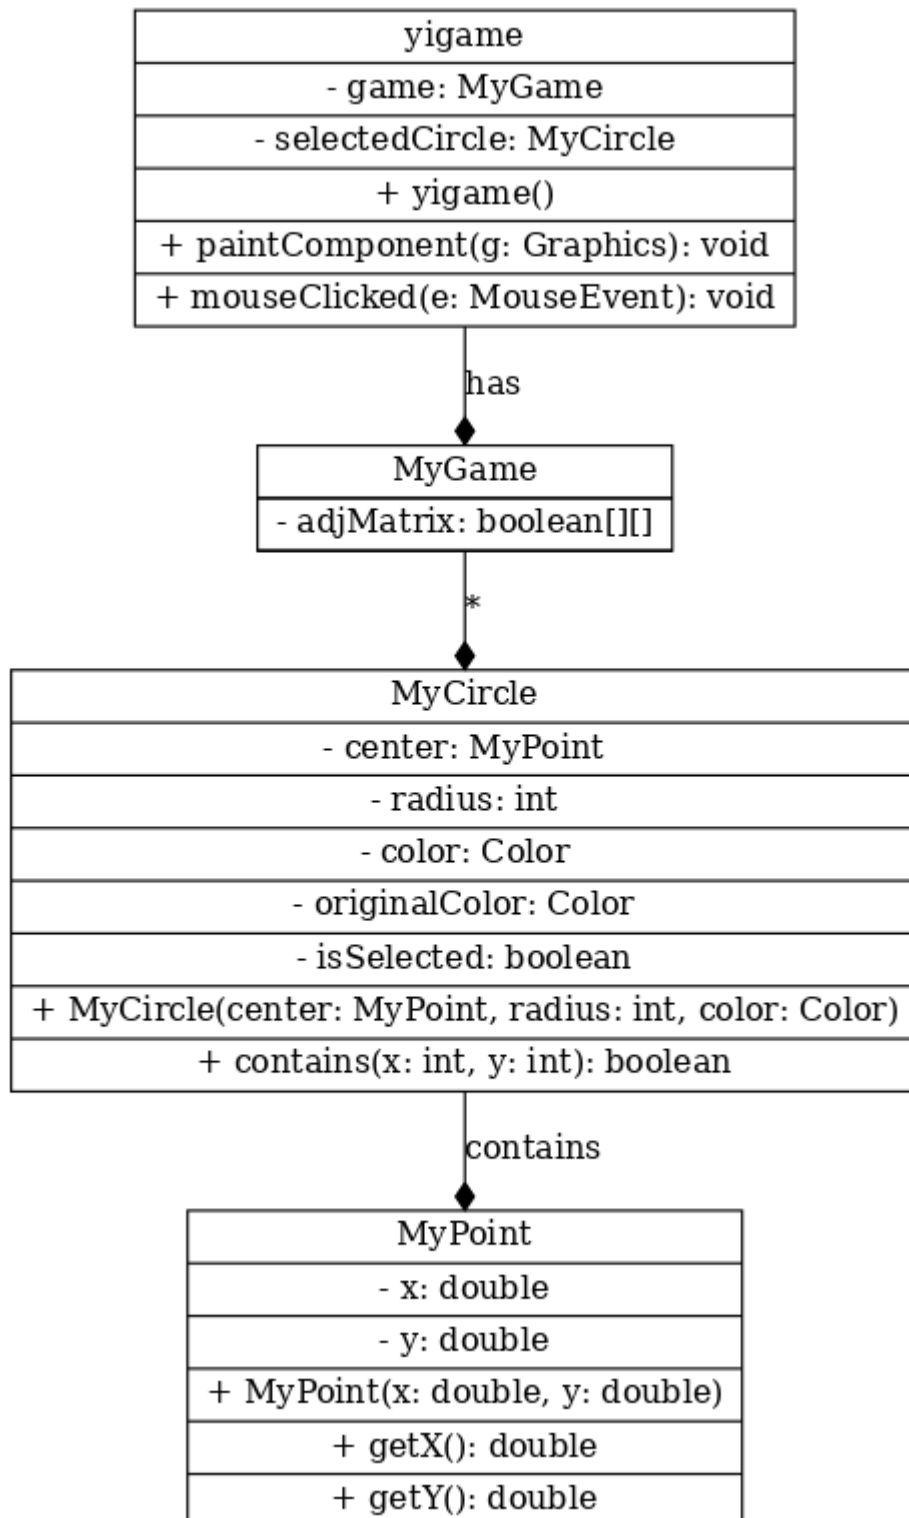 yigame
- game: MyGame
- selectedCircle: MyCircle
+ yigame()
+ paintComponent(g: Graphics): void
+ mouseClicked(e: MouseEvent): void
has
MyGame
- adjMatrix: boolean[][]
*
MyCircle
- center: MyPoint
- radius: int
- color: Color
- originalColor: Color
- isSelected: boolean
+ MyCircle(center: MyPoint, radius: int, color: Color)
+ contains(x: int, y: int): boolean
contains
MyPoint
- x: double
- y: double
+ MyPoint(x: double, y: double)
+ getX(): double
+ getY(): double